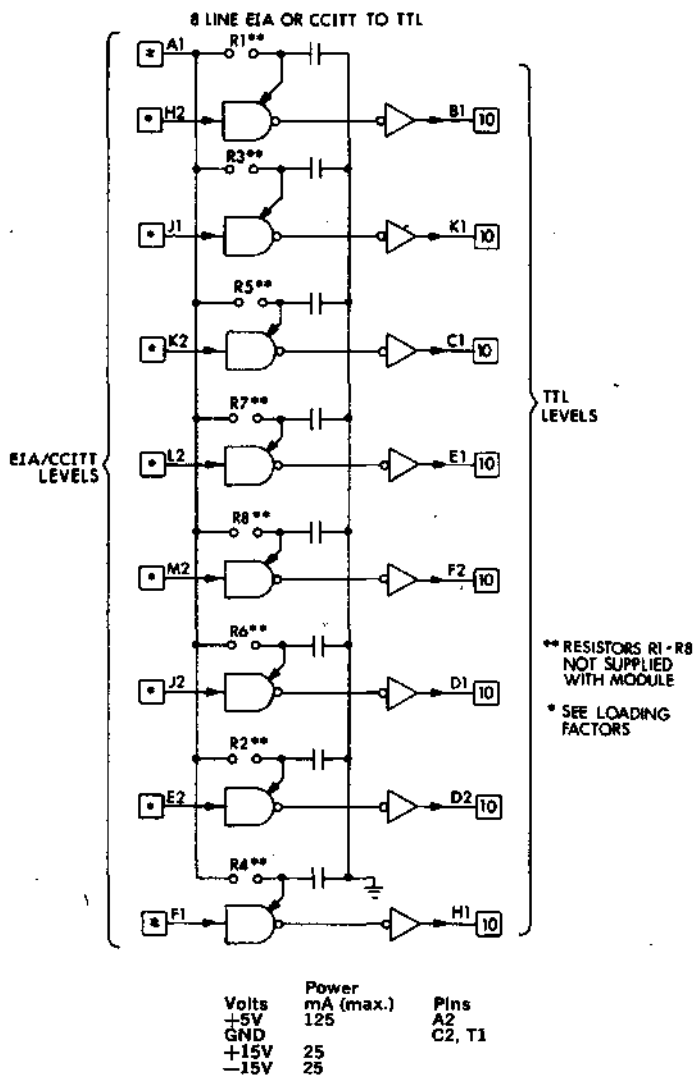 8 LINE EIA OR CCITT TO TTL
* A1 R1**
* H2 B1 10
R3**
* J1 K1 10
R5**
* K2 C1 10
R7**
* L2 E1 10
R8**
* M2 F2 10
R6**
* J2 D1 10
R2**
* E2 D2 10
R4**
* F1 H1 10
EIA/CCITT
LEVELS
TTL
LEVELS
** RESISTORS R1-R8
NOT SUPPLIED
WITH MODULE
* SEE LOADING
FACTORS
Power
Volts mA (max.) Pins
+5V 125 A2
GND C2, T1
+15V 25
−15V 25